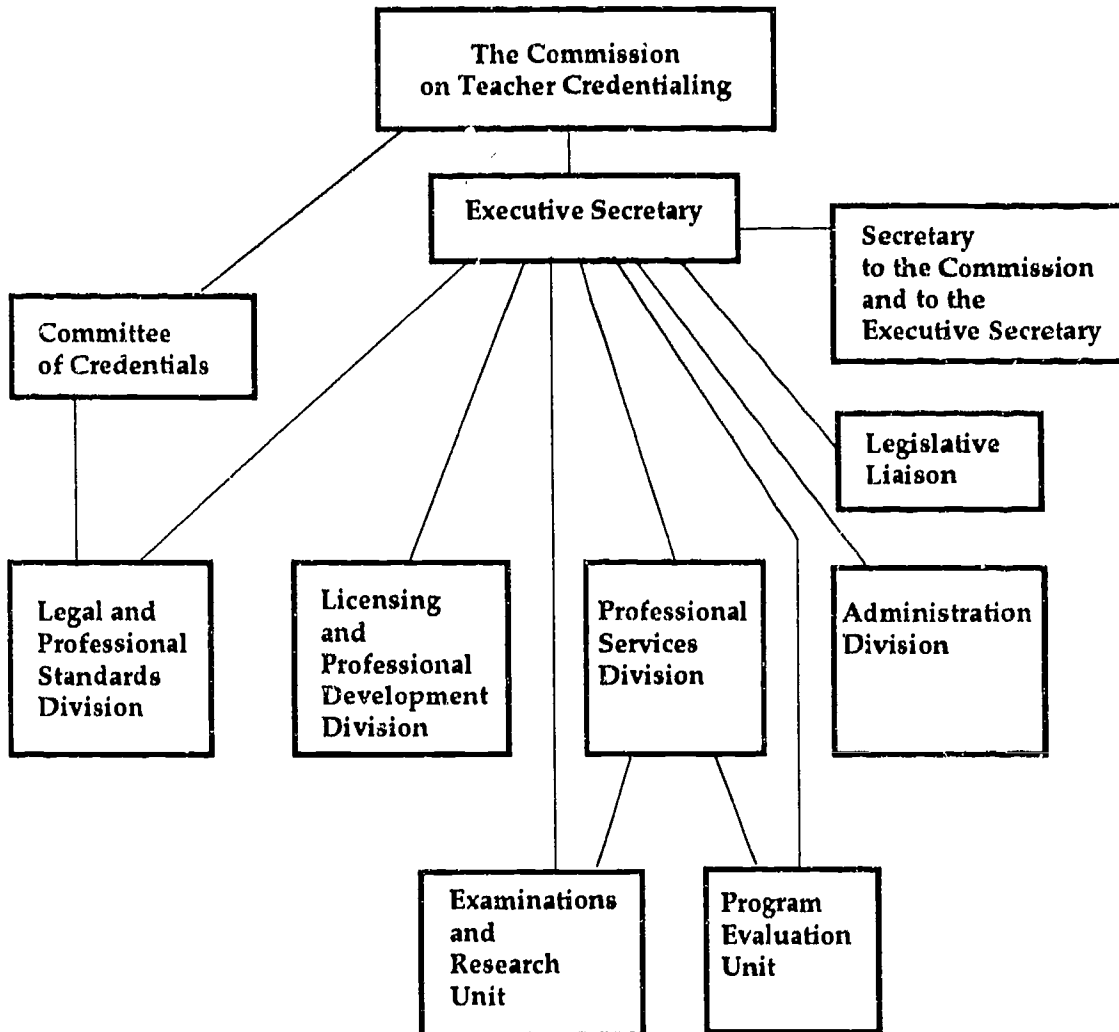 The Commission
on Teacher Credentialing
Executive Secretary
Secretary
to the Commission
and to the
Executive Secretary
Committee
of Credentials
Legislative
Liaison
Legal and
Professional
Standards
Division
Licensing
and
Professional
Development
Division
Professional
Services
Division
Administration
Division
Examinations
and
Research
Unit
Program
Evaluation
Unit